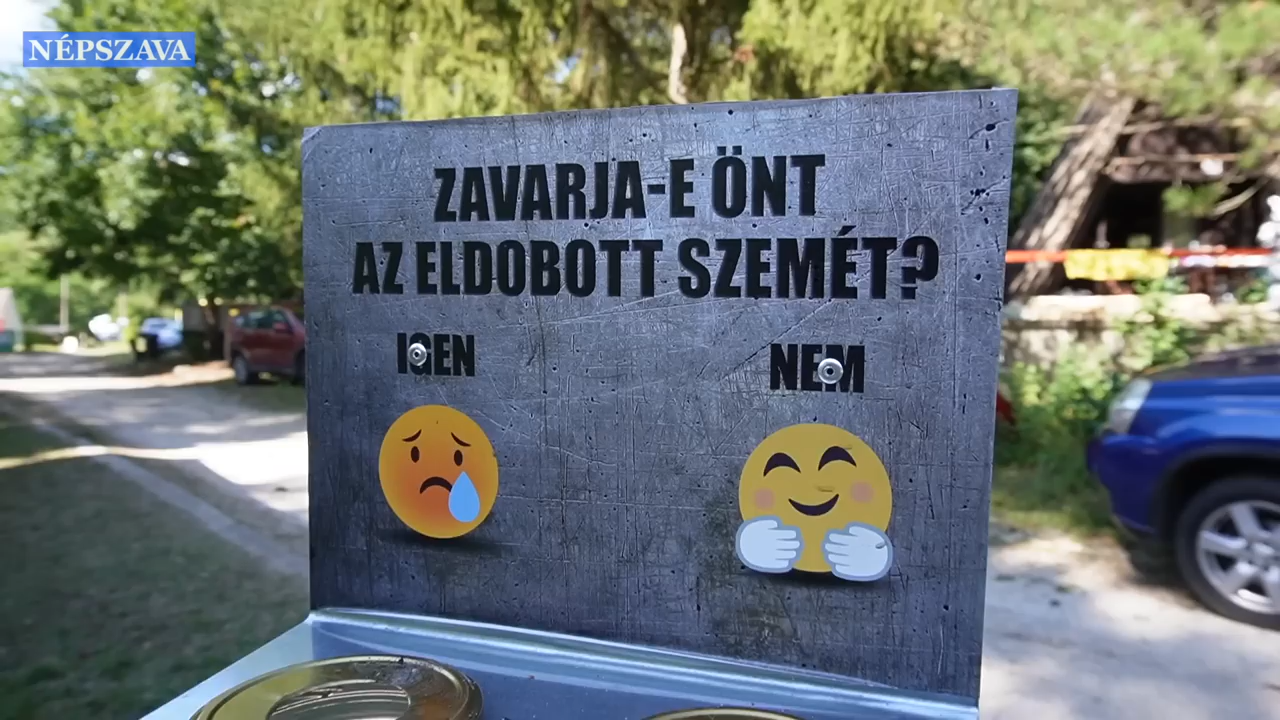 NÉPSZAVA
ZAVARJA-E ÖNT
AZ ELDOBOTT SZEMÉT?
IGEN
NEM